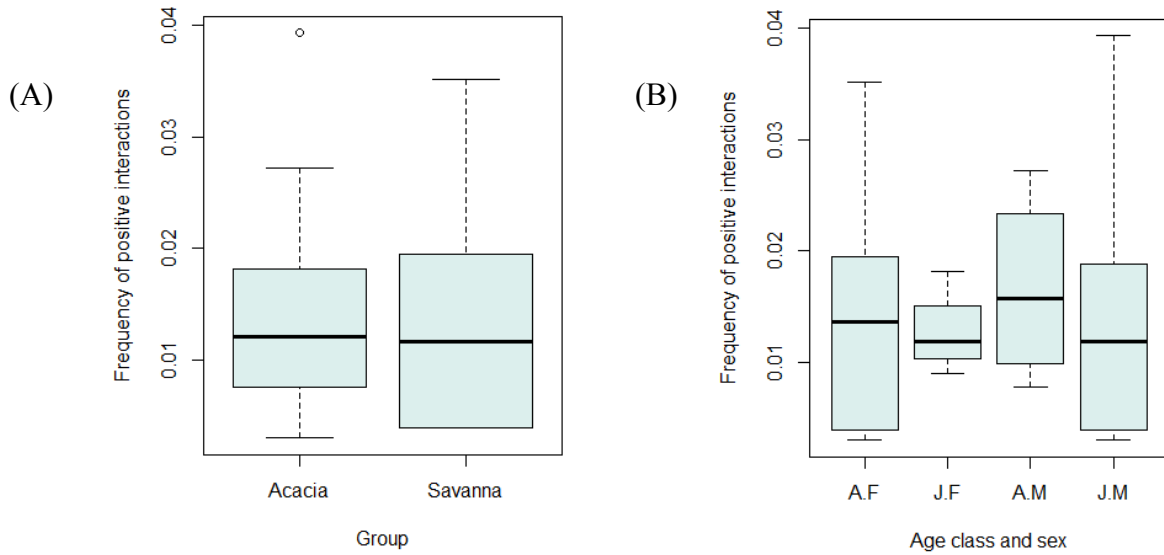 (A)
Frequency of positive interactions
0.04
0.03
0.02
0.01
Acacia Savanna
Group
(B)
Frequency of positive interactions
0.04
0.03
0.02
0.01
A.F J.F A.M J.M
Age class and sex